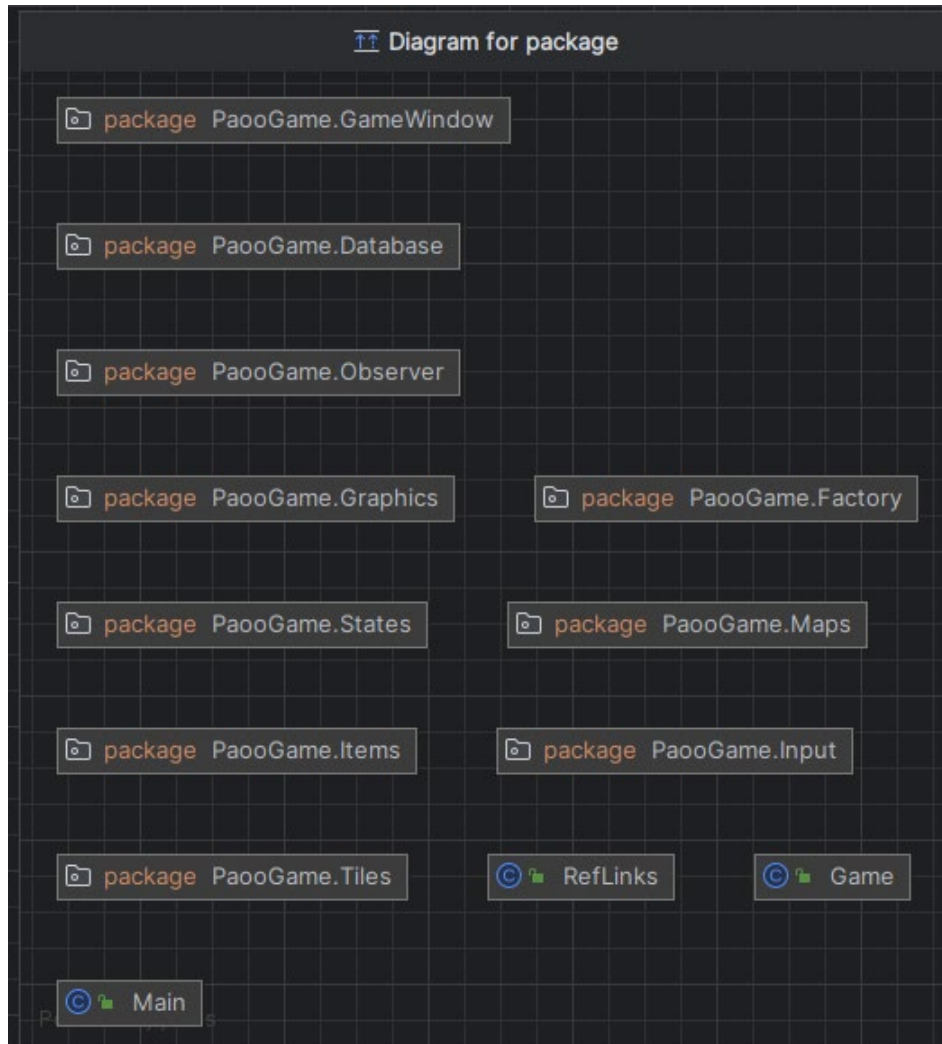 Diagram for package
package PaooGame.GameWindow
package PaooGame.Database
package PaooGame.Observer
package PaooGame.Graphics
package PaooGame.Factory
package PaooGame.States
package PaooGame.Maps
package PaooGame.Items
package PaooGame.Input
package PaooGame.Tiles
RefLinks
Game
Main